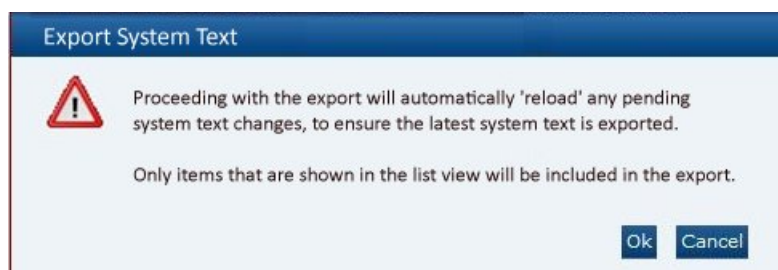 Export System Text
Proceeding with the export will automatically 'reload' any pending
system text changes, to ensure the latest system text is exported.
Only items that are shown in the list view will be included in the export.
Ok Cancel